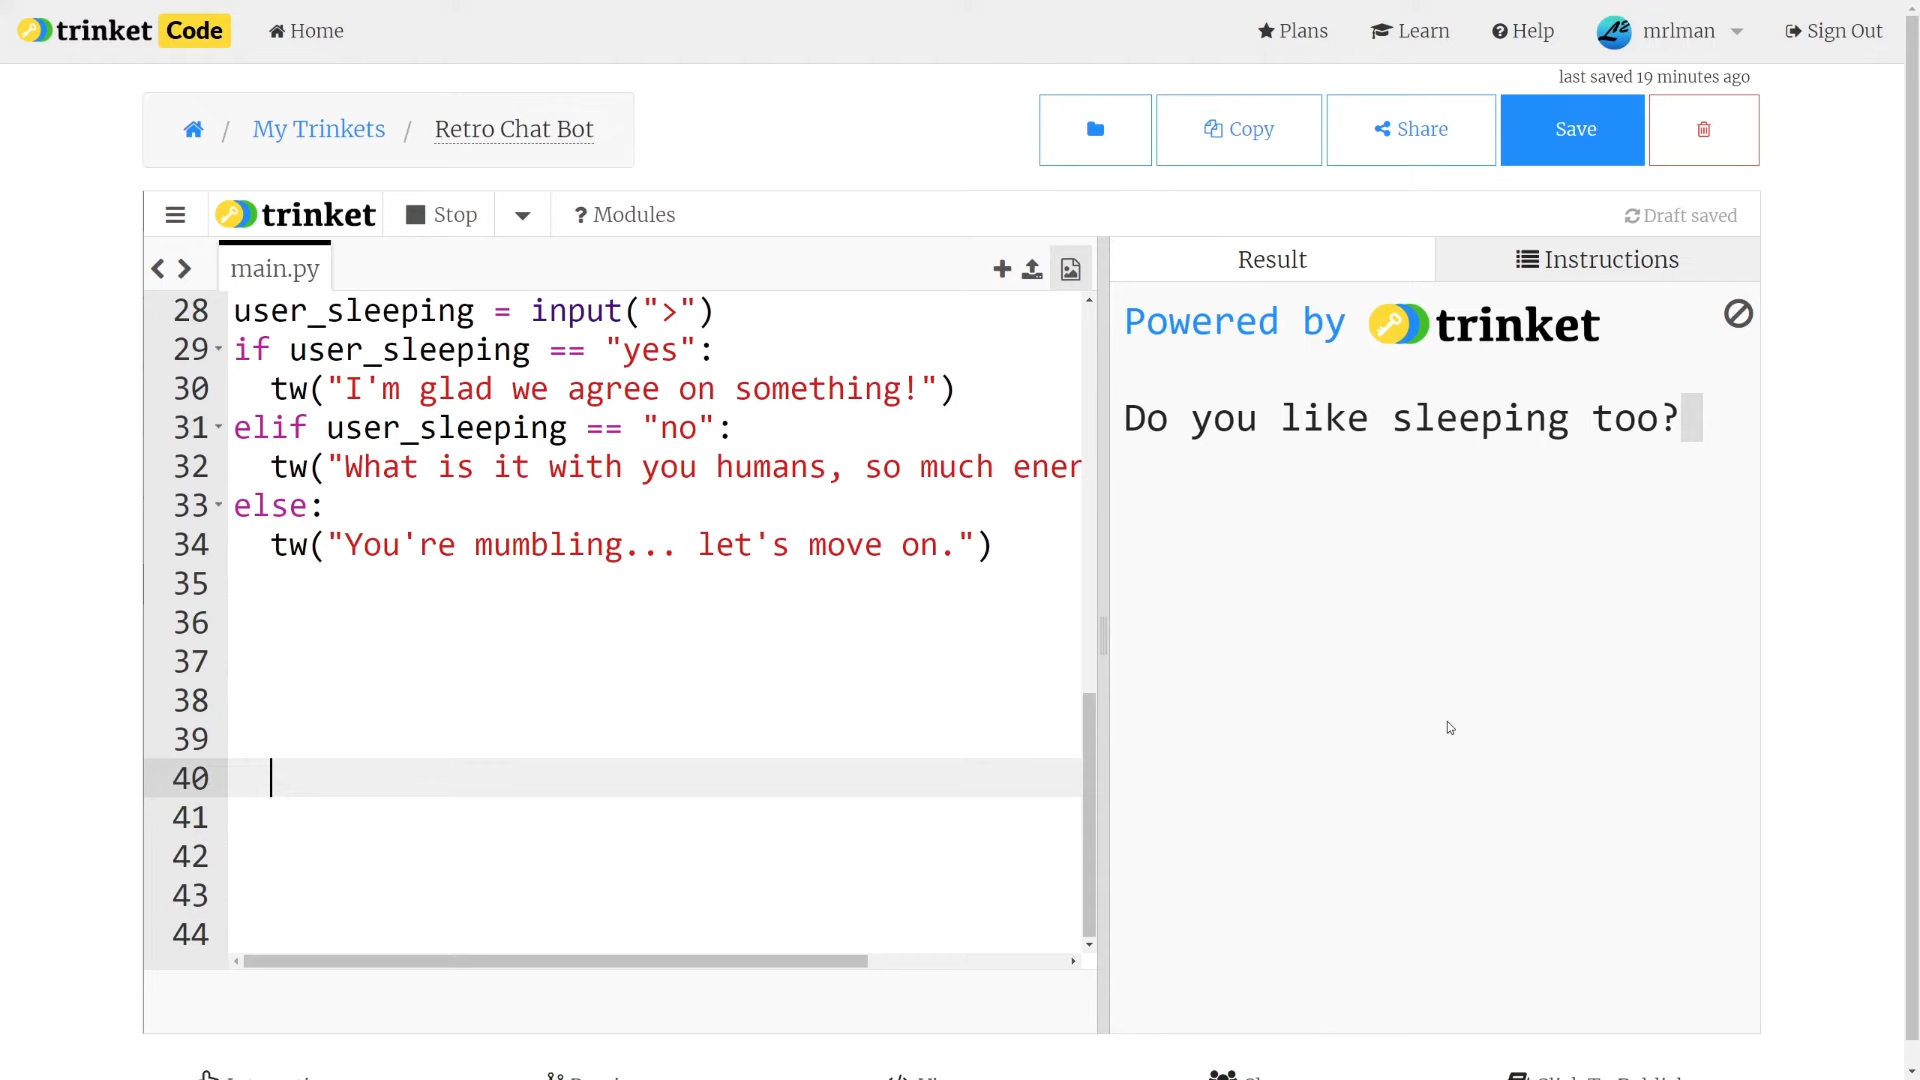 trinket Code Home Plans Learn Help mrlman Sign Out
last saved 19 minutes ago
/ My Trinkets / Retro Chat Bot Copy Share Save
trinket Stop ? Modules Draft saved
main.py Result Instructions
28 user_sleeping = input(">")
29 if user_sleeping == "yes":
30 tw("I'm glad we agree on something!")
31 elif user_sleeping == "no":
32 tw("What is it with you humans, so much ener
33 else:
34 tw("You're mumbling... let's move on.")
35
36
37
38
39
40
41
42
43
44
Powered by trinket
Do you like sleeping too?